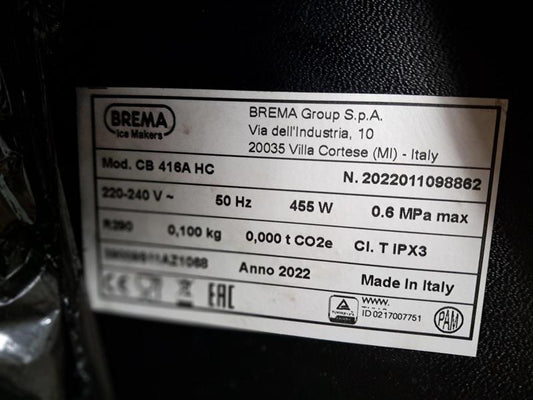 BREMA
Ice Makers
BREMA Group S.p.A.
Via dell'Industria, 10
20035 Villa Cortese (MI) - Italy
Mod. CB 416A HC
N. 2022011098862
220-240 V ~ 50 Hz 455 W 0.6 MPa max
R290 0,100 kg 0,000 t CO2e Cl. T IPX3
Anno 2022 Made in Italy
EAC
www.
ID 0217007751
PAM